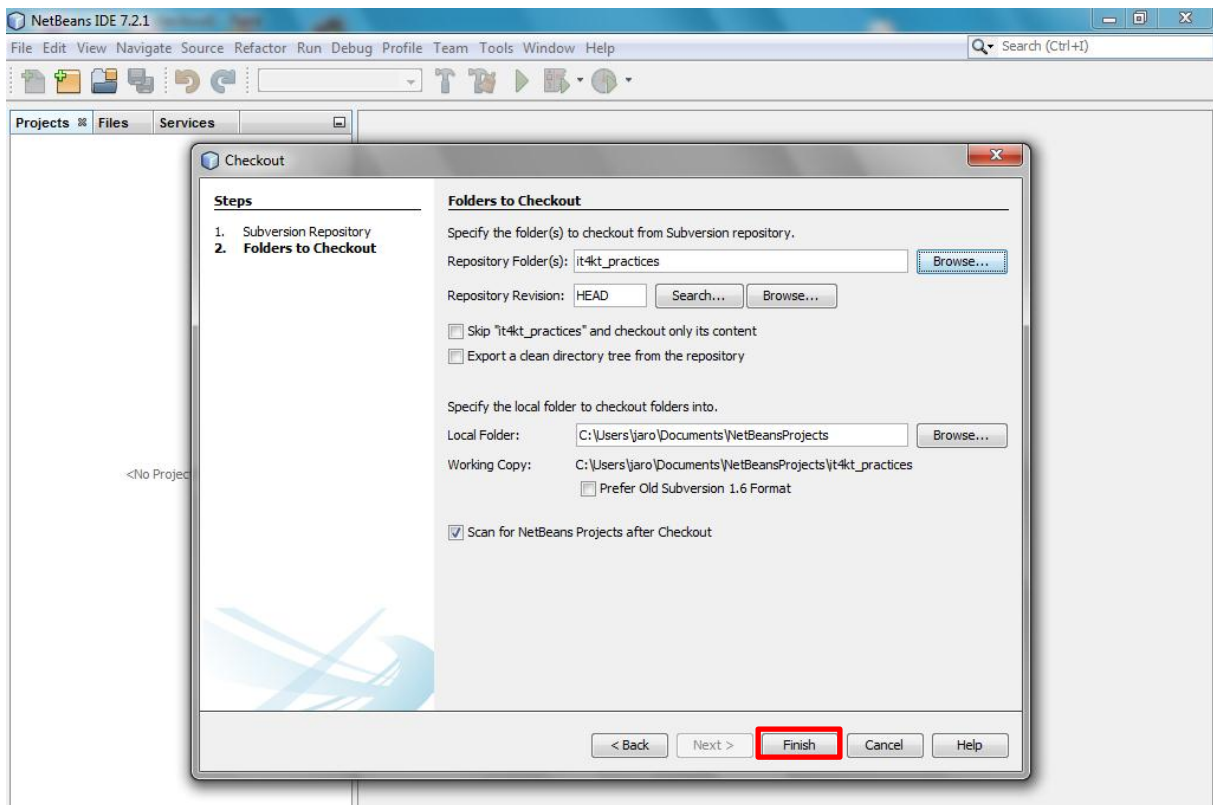 NetBeans IDE 7.2.1
File Edit View Navigate Source Refactor Run Debug Profile Team Tools Window Help
Search (Ctrl+I)
Projects Files Services
Checkout
Steps
1. Subversion Repository
2. Folders to Checkout
Folders to Checkout
Specify the folder(s) to checkout from Subversion repository.
Repository Folder(s): it4kt_practices Browse...
Repository Revision: HEAD Search... Browse...
Skip "it4kt_practices" and checkout only its content
Export a clean directory tree from the repository
Specify the local folder to checkout folders into.
Local Folder: C:\Users\jaro\Documents\NetBeansProjects Browse...
Working Copy: C:\Users\jaro\Documents\NetBeansProjects\it4kt_practices
Prefer Old Subversion 1.6 Format
<No Projec
Scan for NetBeans Projects after Checkout
< Back Next > Finish Cancel Help